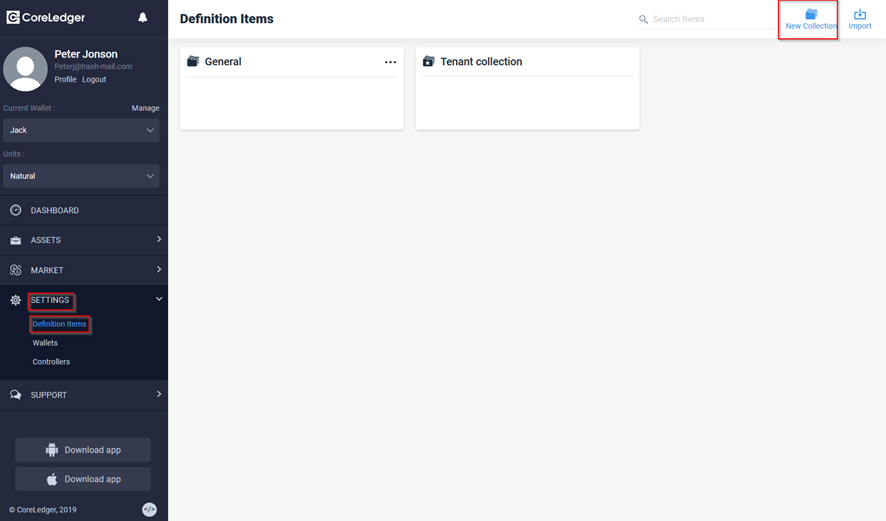 CoreLedger
Peter Jonson
Peterj@trash-mail.com
Profile Logout
Current Wallet : Manage
Jack
Units :
Natural
DASHBOARD
ASSETS
MARKET
SETTINGS
Definition Items
Wallets
Controllers
SUPPORT
Download app
Download app
© CoreLedger, 2019 </>
Definition Items
Search Items
New Collection
Import
General
Tenant collection